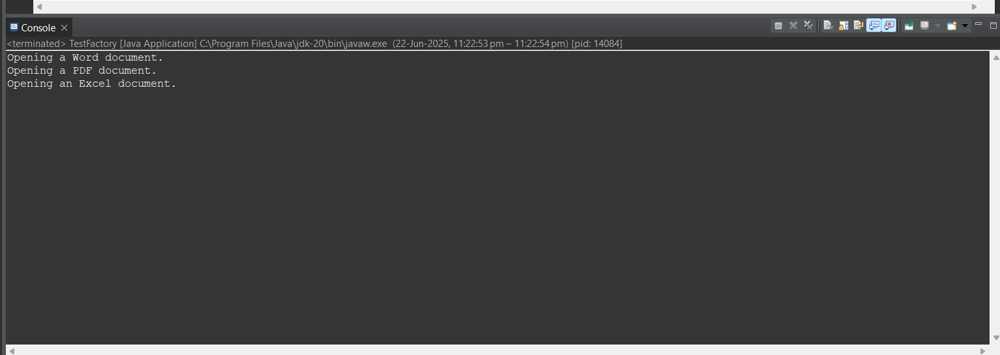 Console
<terminated> TestFactory [Java Application] C:\Program Files\Java\jdk-20\bin\javaw.exe (22-Jun-2025, 11:22:53 pm – 11:22:54 pm) [pid: 14084]
Opening a Word document.
Opening a PDF document.
Opening an Excel document.